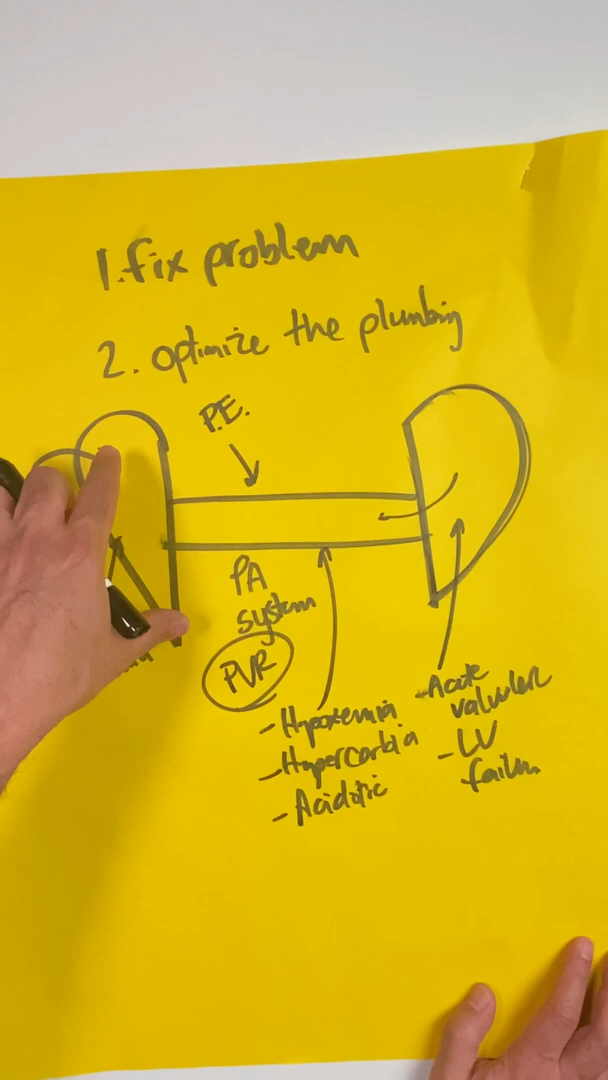 1. fix problem
2. optimize the plumbing
P.E.
PA
system
PVR
- Hypoxemia
- Hypercarbia
- Acidotic
- Acute
valvular
- LV
failure